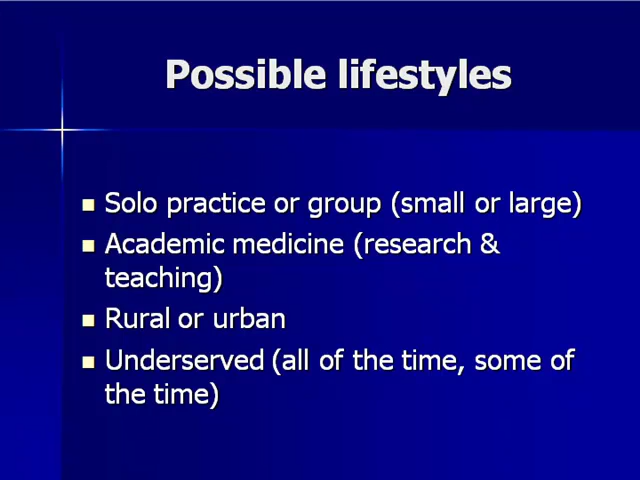 Possible lifestyles
Solo practice or group (small or large)
Academic medicine (research &
teaching)
Rural or urban
Underserved (all of the time, some of
the time)